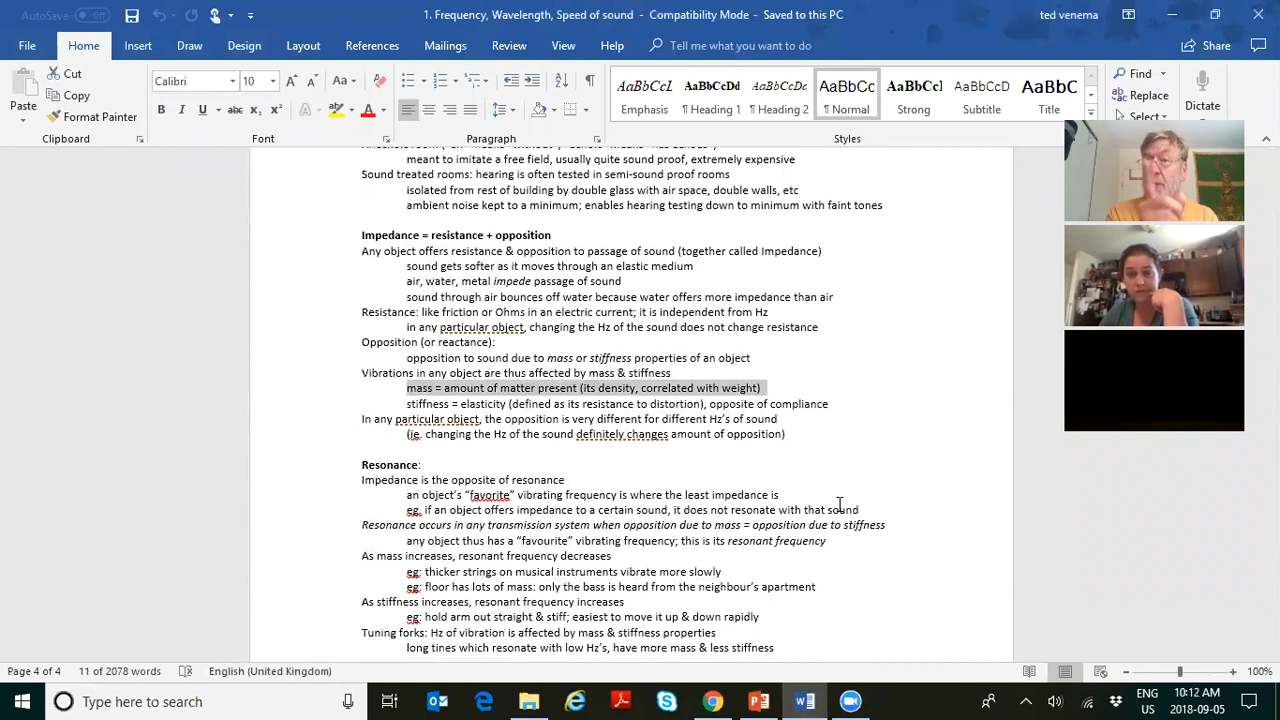 AutoSave Off
1. Frequency, Wavelength, Speed of sound - Compatibility Mode - Saved to this PC
ted venema
File Home Insert Draw Design Layout References Mailings Review View Help Tell me what you want to do Share
Paste
Cut
Copy
Format Painter
Calibri 10
Emphasis
¶ Heading 1
¶ Heading 2
¶ Normal
Strong
Subtitle
Title
Find
Replace
Select
Dictate
Clipboard Font Paragraph Styles
meant to imitate a free field, usually quite sound proof, extremely expensive
Sound treated rooms: hearing is often tested in semi-sound proof rooms
isolated from rest of building by double glass with air space, double walls, etc
ambient noise kept to a minimum; enables hearing testing down to minimum with faint tones
Impedance = resistance + opposition
Any object offers resistance & opposition to passage of sound (together called Impedance)
sound gets softer as it moves through an elastic medium
air, water, metal impede passage of sound
sound through air bounces off water because water offers more impedance than air
Resistance: like friction or Ohms in an electric current; it is independent from Hz
in any particular object, changing the Hz of the sound does not change resistance
Opposition (or reactance):
opposition to sound due to mass or stiffness properties of an object
Vibrations in any object are thus affected by mass & stiffness
mass = amount of matter present (its density, correlated with weight)
stiffness = elasticity (defined as its resistance to distortion), opposite of compliance
In any particular object, the opposition is very different for different Hz's of sound
(ie. changing the Hz of the sound definitely changes amount of opposition)
Resonance:
Impedance is the opposite of resonance
an object's "favorite" vibrating frequency is where the least impedance is
eg. if an object offers impedance to a certain sound, it does not resonate with that sound
Resonance occurs in any transmission system when opposition due to mass = opposition due to stiffness
any object thus has a "favourite" vibrating frequency; this is its resonant frequency
As mass increases, resonant frequency decreases
eg: thicker strings on musical instruments vibrate more slowly
eg: floor has lots of mass: only the bass is heard from the neighbour's apartment
As stiffness increases, resonant frequency increases
eg: hold arm out straight & stiff; easiest to move it up & down rapidly
Tuning forks: Hz of vibration is affected by mass & stiffness properties
long tines which resonate with low Hz's, have more mass & less stiffness
Page 4 of 4 11 of 2078 words English (United Kingdom) 100%
Type here to search
ENG
US
10:12 AM
2018-09-05